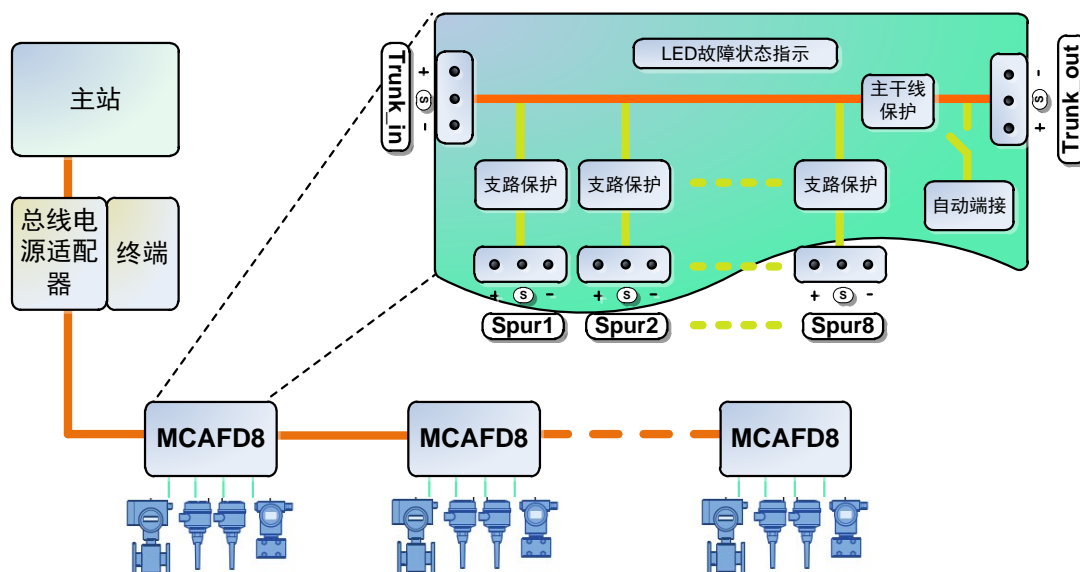 主站
总线电
源适配
器
终端
Trunk_in
+
S
-
LED故障状态指示
主干线
保护
-
S
+
Trunk_out
支路保护
支路保护
支路保护
自动端接
+ S -
+ S -
+ S -
Spur1
Spur2
Spur8
MCAFD8
MCAFD8
MCAFD8